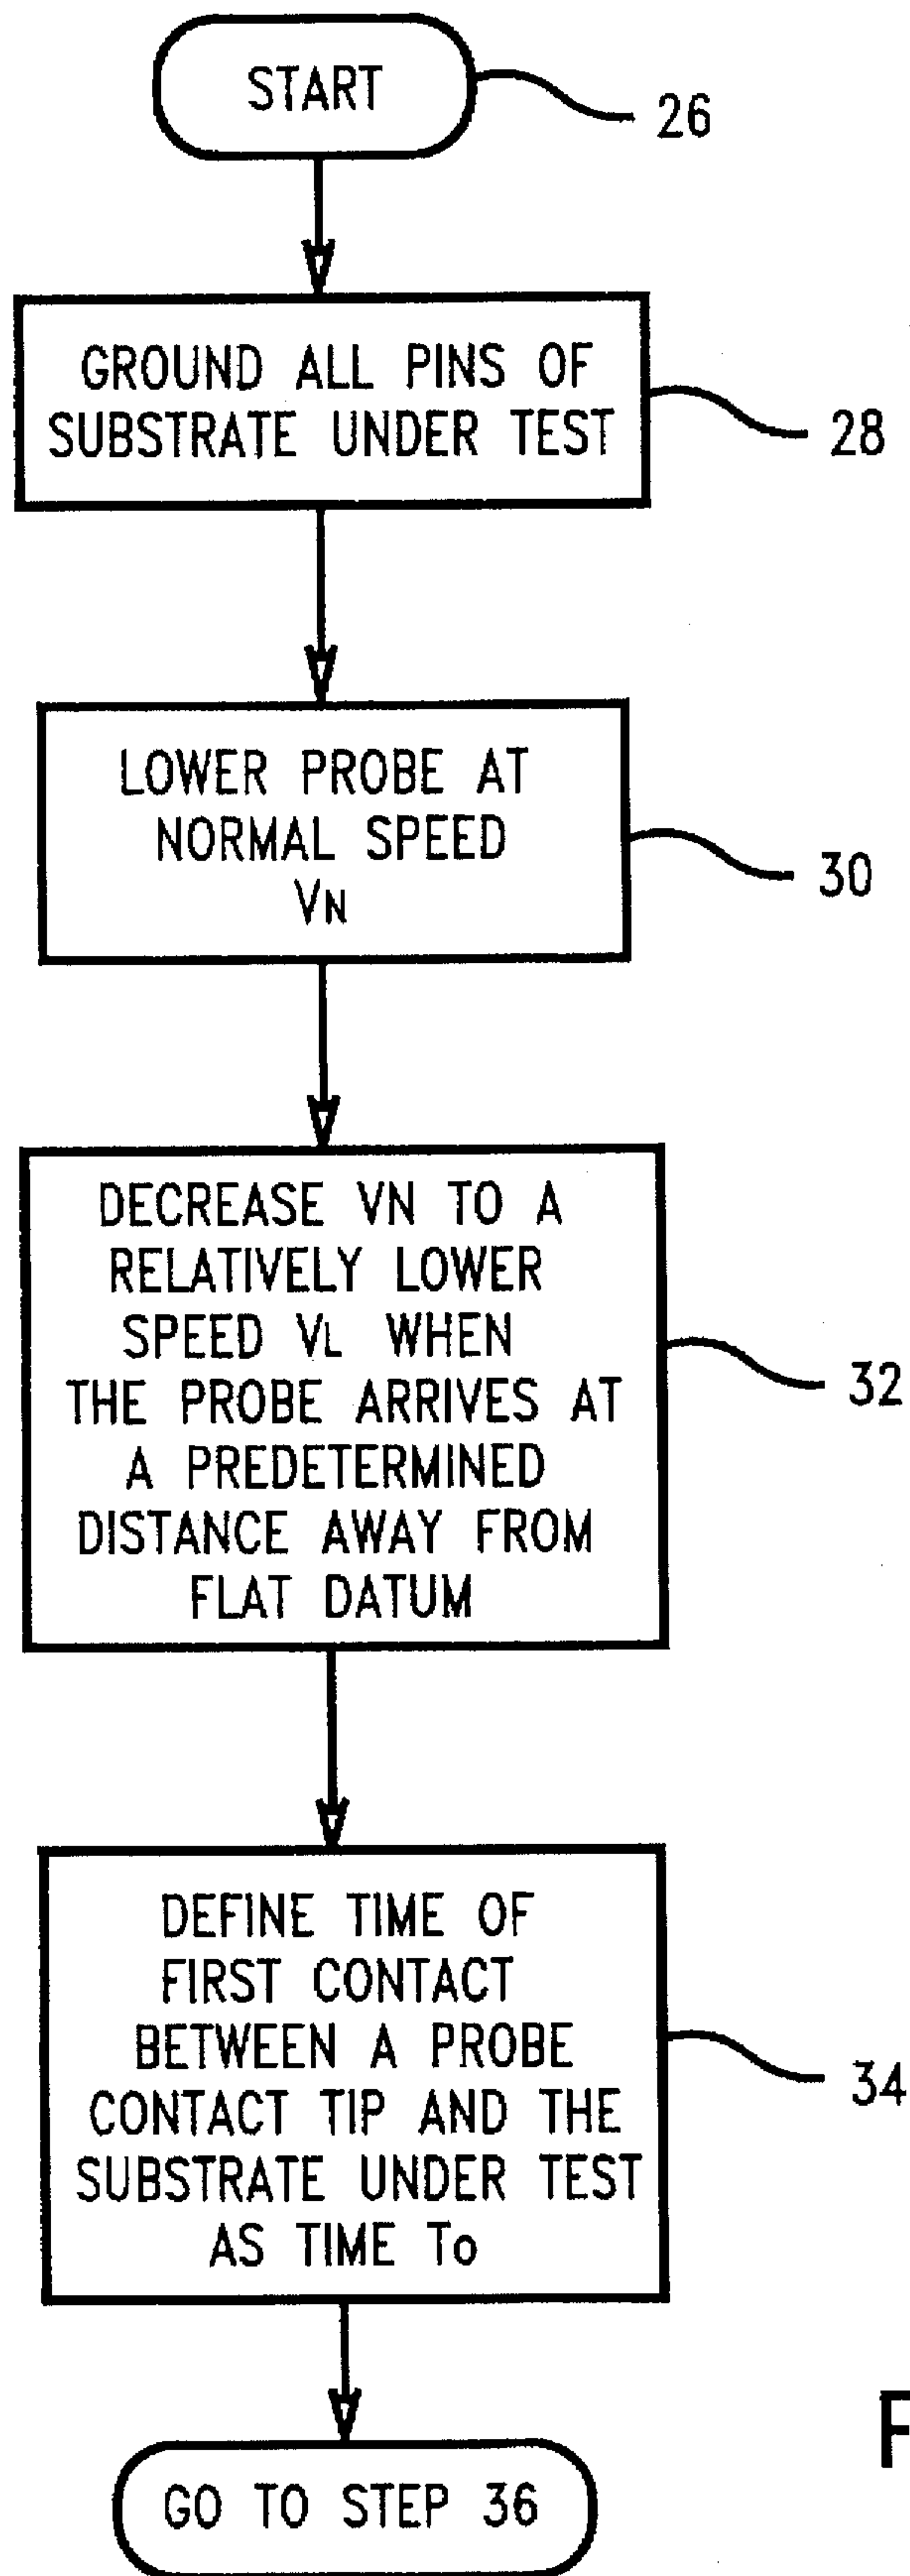 START
26
GROUND ALL PINS OF
SUBSTRATE UNDER TEST
28
LOWER PROBE AT
NORMAL SPEED
VN
30
DECREASE VN TO A
RELATIVELY LOWER
SPEED VL WHEN
THE PROBE ARRIVES AT
A PREDETERMINED
DISTANCE AWAY FROM
FLAT DATUM
32
DEFINE TIME OF
FIRST CONTACT
BETWEEN A PROBE
CONTACT TIP AND THE
SUBSTRATE UNDER TEST
AS TIME To
34
F
GO TO STEP 36